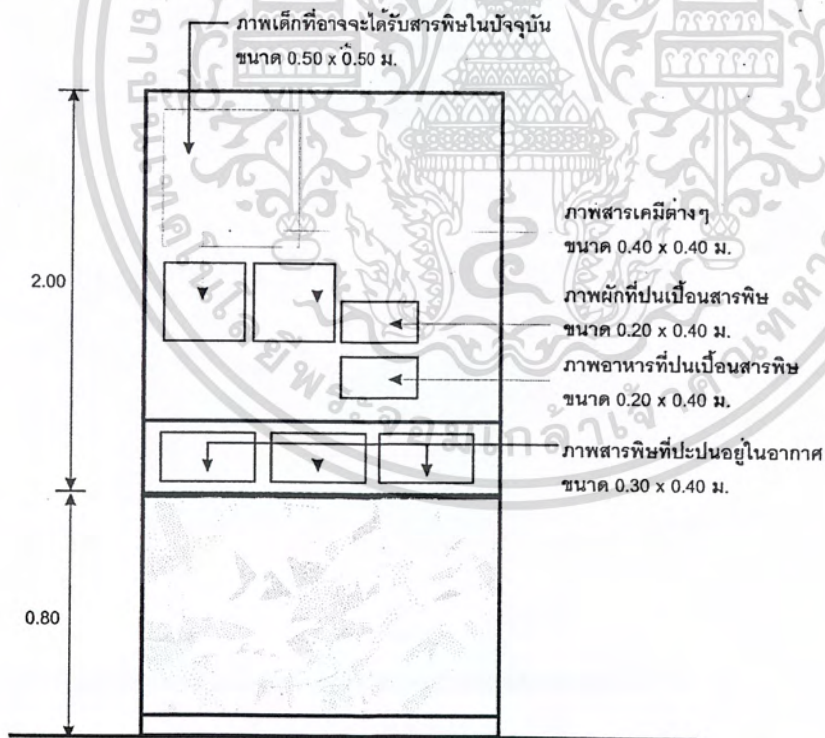 ภาพเด็กที่อาจจะได้รับสารพิษในปัจจุบัน
ขนาด 0.50 x 0.50 ม.
ภาพสารเคมีต่างๆ
ขนาด 0.40 x 0.40 ม.
2.00
ภาพผักที่ปนเปื้อนสารพิษ
ขนาด 0.20 x 0.40 ม.
ภาพอาหารที่ปนเปื้อนสารพิษ
ขนาด 0.20 x 0.40 ม.
ภาพสารพิษที่ปะปนอยู่ในอากาศ
ขนาด 0.30 x 0.40 ม.
0.80